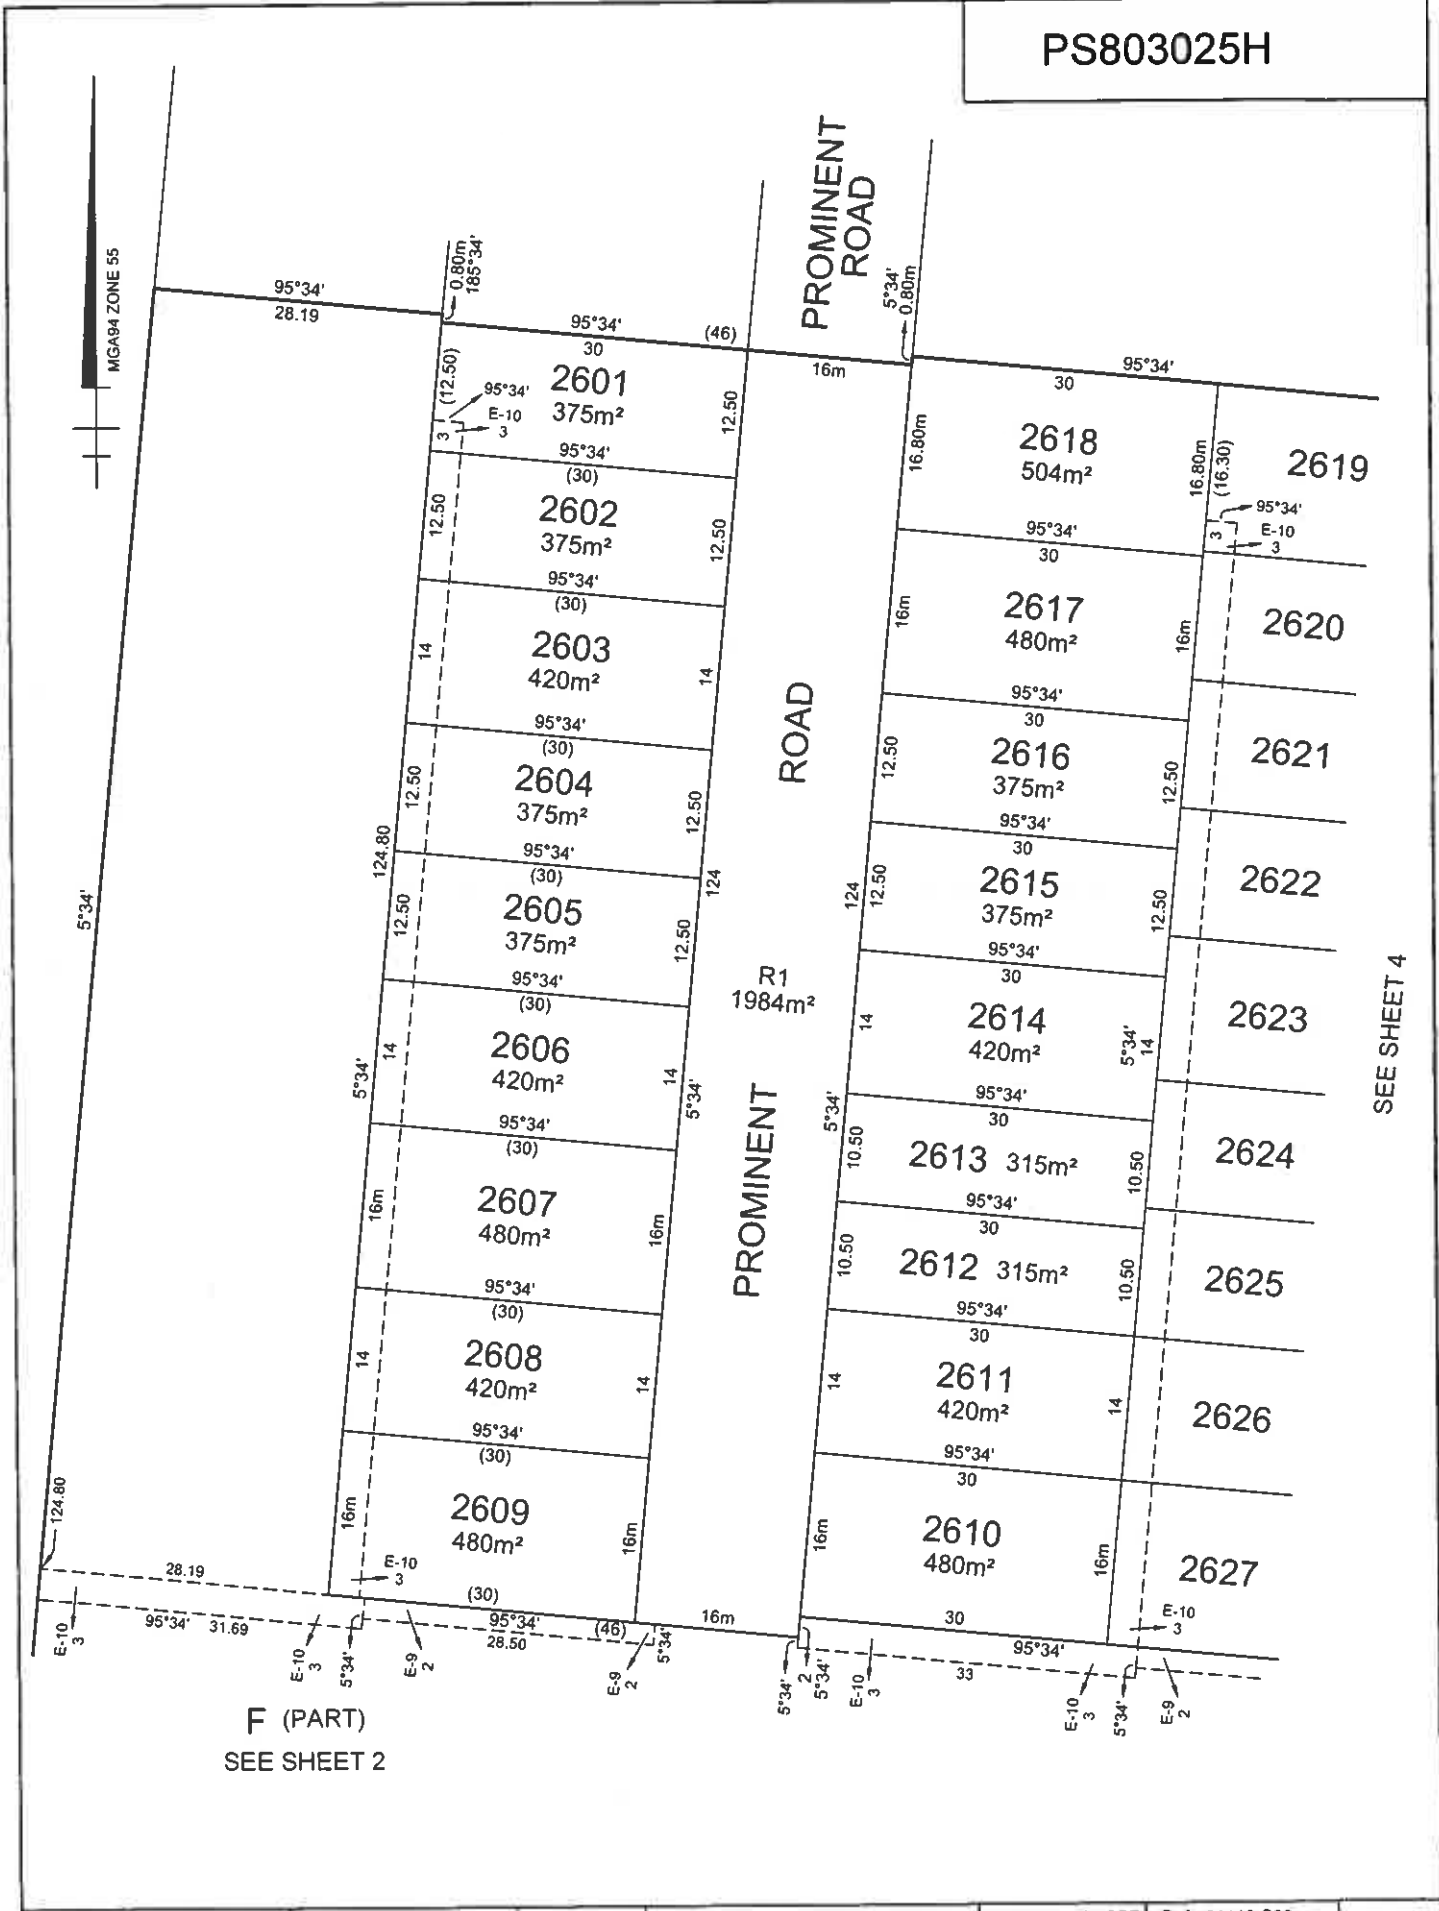 PS803025H
MGA94 ZONE 55
PROMINENT
ROAD
95°34'
28.19
0.80m
185°34'
95°34'
(46)
30
5°34'
0.80m
16m
95°34'
30
2601
375m²
(12.50)
95°34'
E-10
3
3
12.50
95°34'
(30)
2602
375m²
12.50
12.50
95°34'
(30)
2603
420m²
14
14
95°34'
(30)
2604
375m²
12.50
12.50
124.80
95°34'
(30)
2605
375m²
12.50
12.50
124
95°34'
(30)
2606
420m²
14
14
5°34'
5°34'
95°34'
(30)
2607
480m²
16m
16m
95°34'
(30)
2608
420m²
14
14
95°34'
(30)
2609
480m²
16m
16m
E-10
3
(30)
5°34'
124.80
ROAD
R1
1984m²
PROMINENT
2618
504m²
16.80m
16.80m
(16.30)
95°34'
E-10
3
3
95°34'
30
2617
480m²
16m
16m
95°34'
30
2616
375m²
12.50
12.50
95°34'
30
2615
375m²
124
12.50
12.50
95°34'
30
2614
420m²
14
5°34'
14
95°34'
30
2613 315m²
5°34'
10.50
10.50
95°34'
30
2612 315m²
10.50
10.50
95°34'
30
2611
420m²
14
14
95°34'
30
2610
480m²
16m
16m
30
2619
2620
2621
2622
2623
2624
2625
2626
2627
E-10
3
SEE SHEET 4
28.19
95°34' 31.69
E-10
3
E-10
3
5°34'
E-9
2
95°34'
28.50
(46)
E-9
2
5°34'
16m
5°34'
2
5°34'
E-10
3
33
95°34'
E-10
3
5°34'
E-9
2
F (PART)
SEE SHEET 2